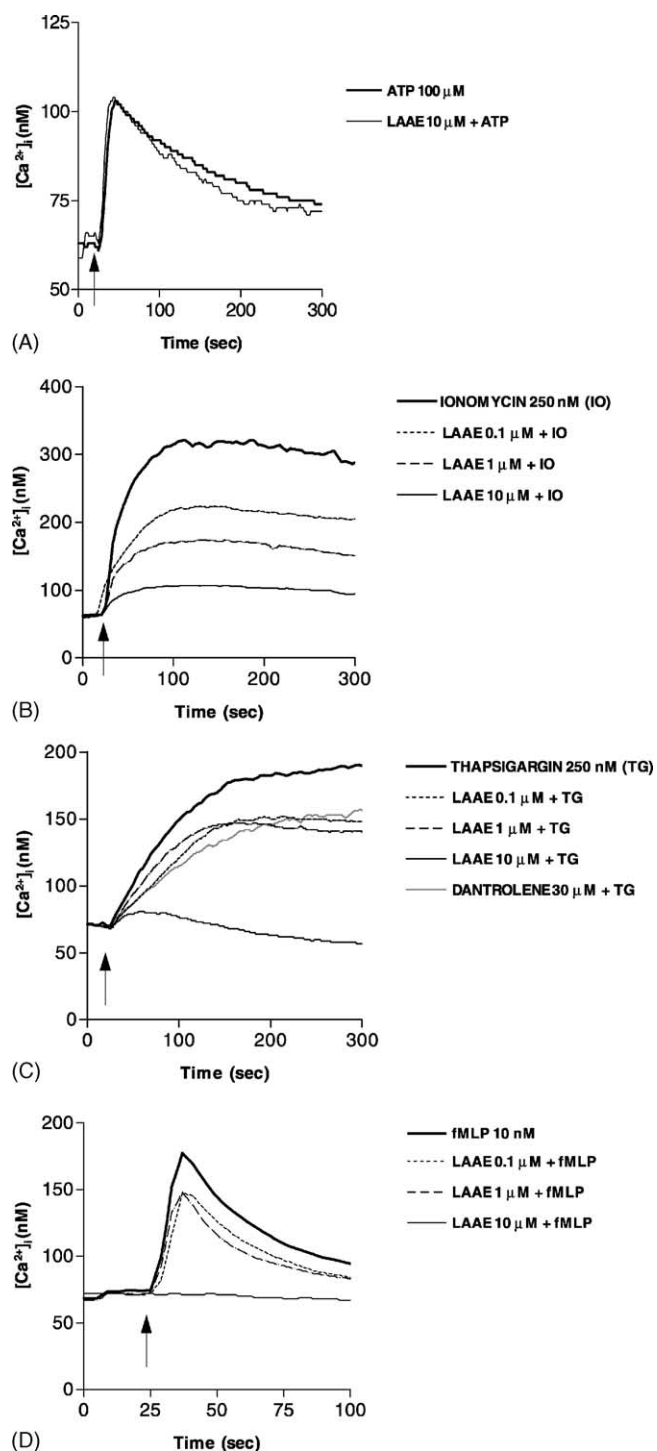 125
100
75
50
[Ca²⁺]ᵢ(nM)
0 100 200 300
Time (sec)
ATP 100 µM
LAAE 10 µM + ATP
(A)
400
300
200
100
0
[Ca²⁺]ᵢ(nM)
0 100 200 300
Time (sec)
IONOMYCIN 250 nM (IO)
LAAE 0.1 µM + IO
LAAE 1 µM + IO
LAAE 10 µM + IO
(B)
200
150
100
50
0
[Ca²⁺]ᵢ(nM)
0 100 200 300
Time (sec)
THAPSIGARGIN 250 nM (TG)
LAAE 0.1 µM + TG
LAAE 1 µM + TG
LAAE 10 µM + TG
DANTROLENE 30 µM + TG
(C)
200
150
100
50
0
[Ca²⁺]ᵢ(nM)
0 25 50 75 100
Time (sec)
fMLP 10 nM
LAAE 0.1 µM + fMLP
LAAE 1 µM + fMLP
LAAE 10 µM + fMLP
(D)